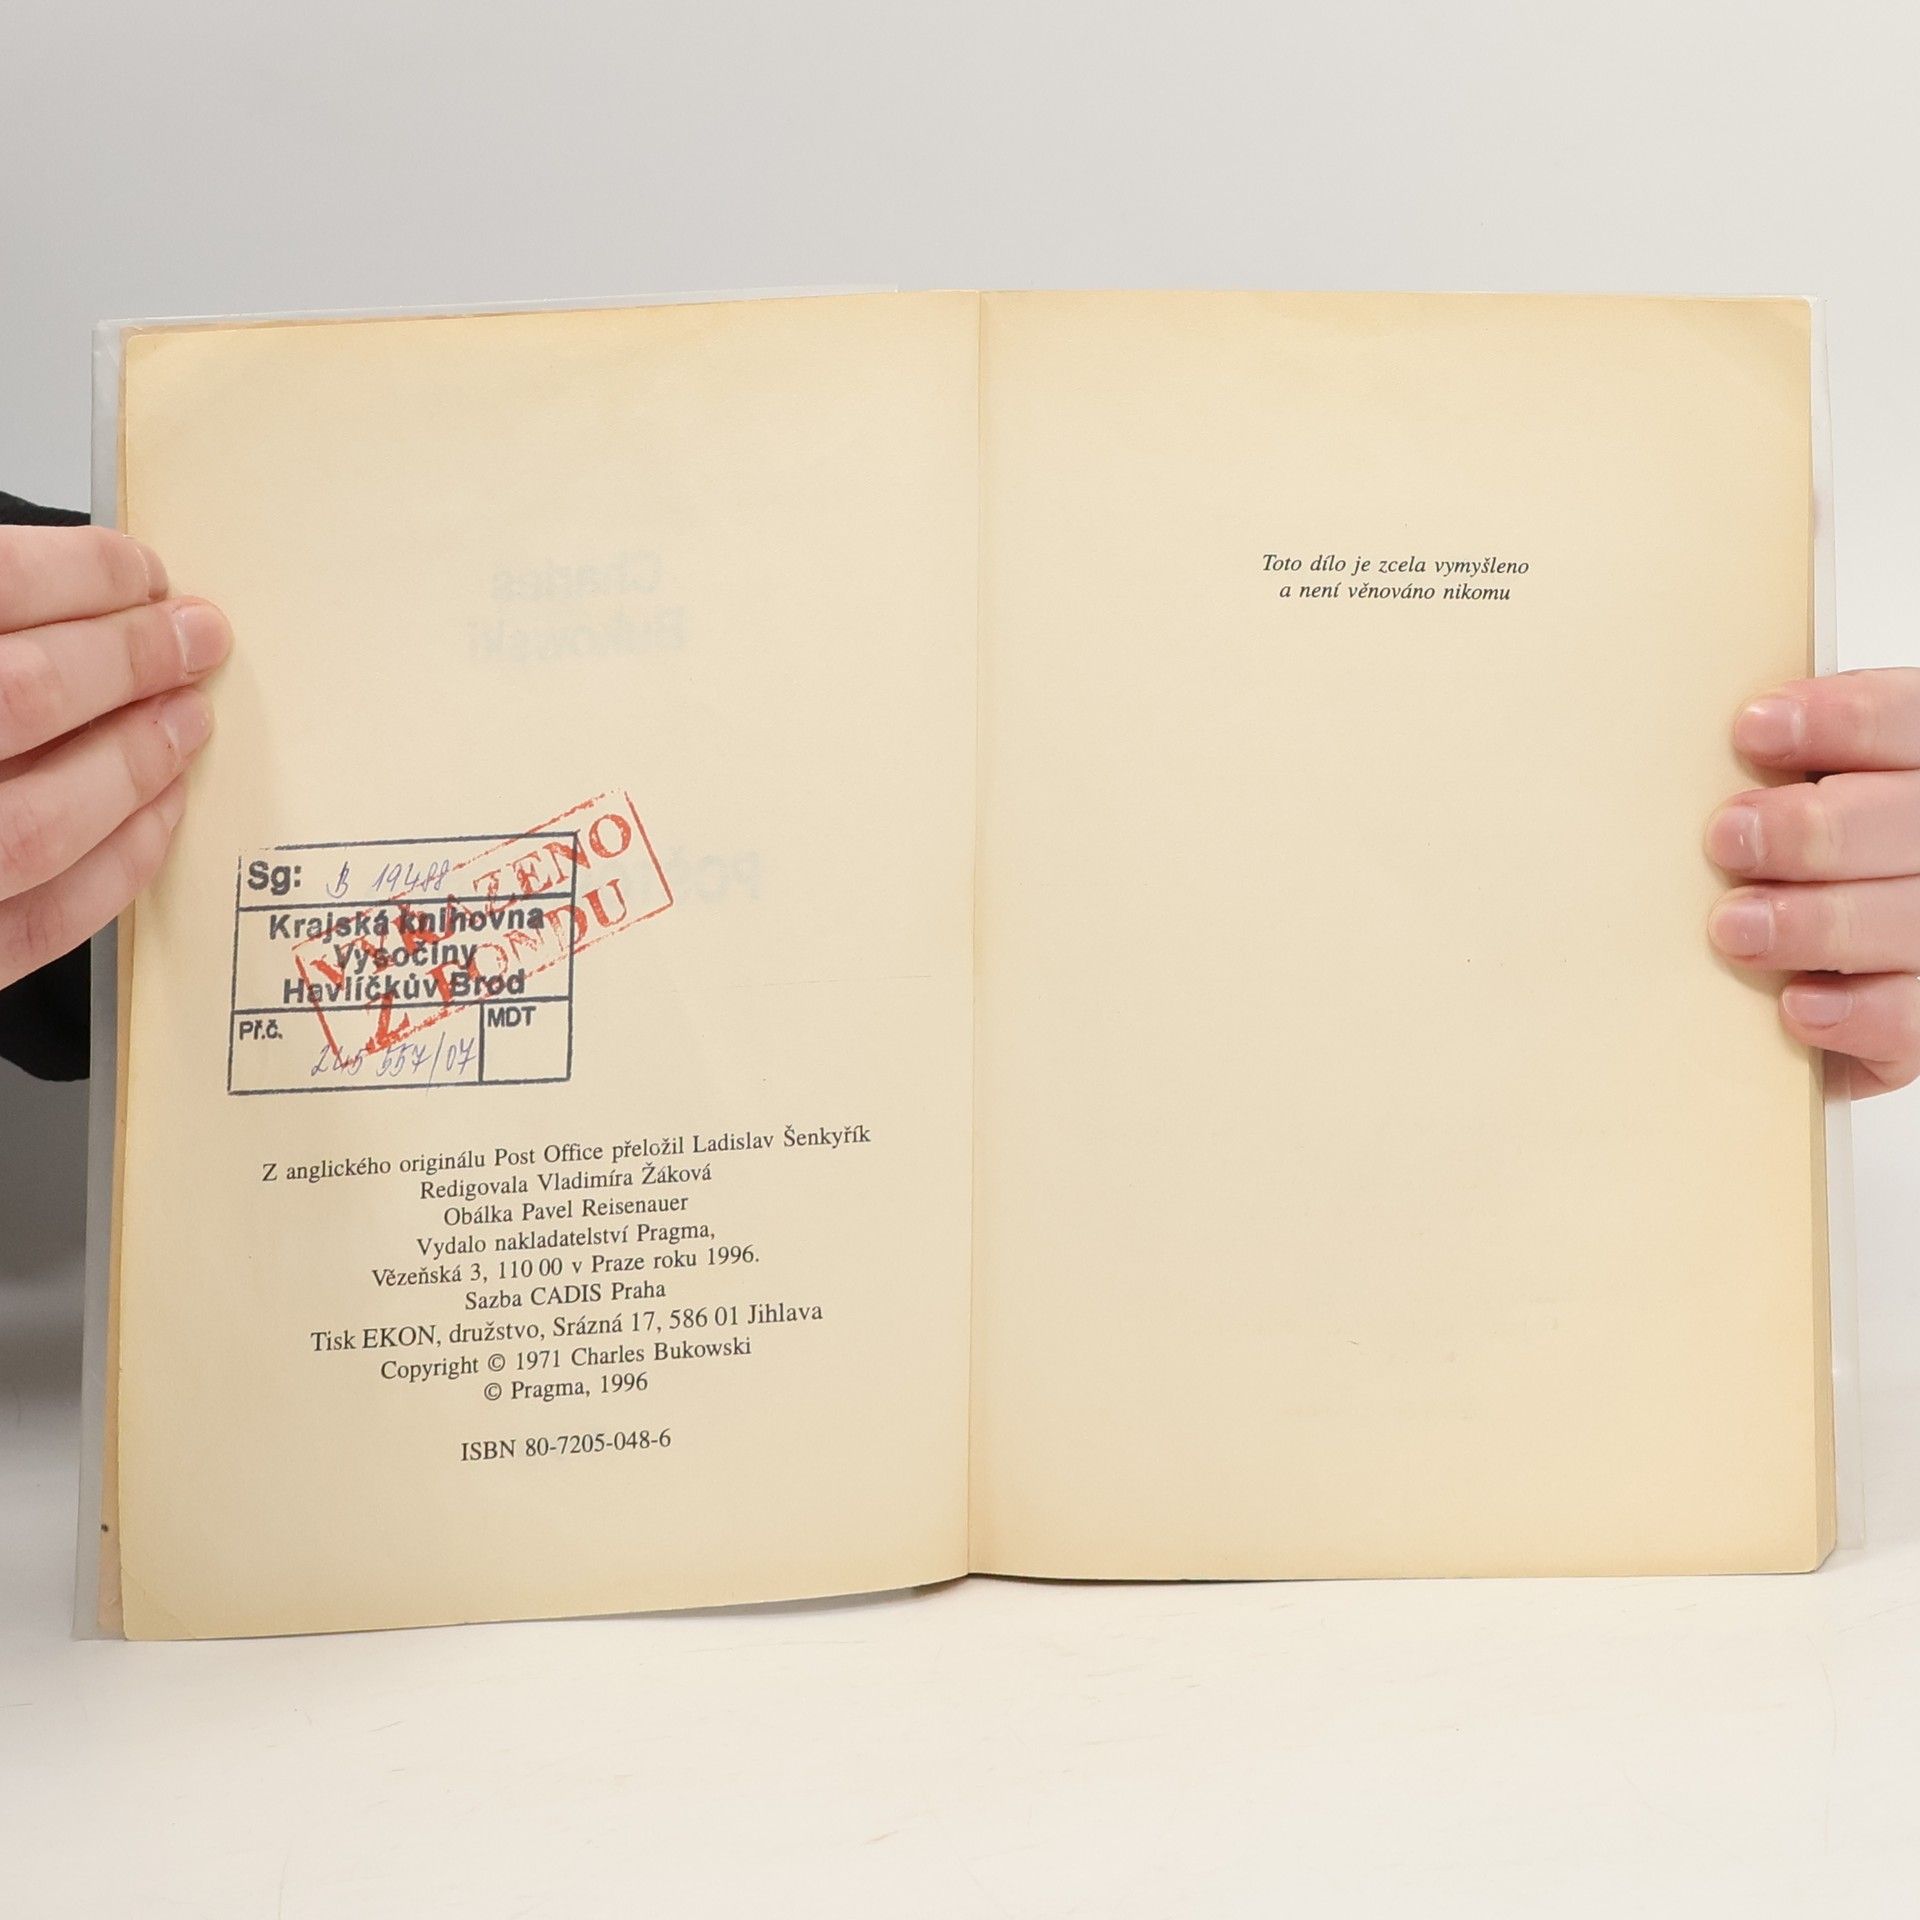 Sg: B 19488
Krajská knihovna
Vysočiny
Havlíčkův Brod
Př.č.
MDT
245 557/07
VYŘAZENO
Z FONDU
Z anglického originálu Post Office přeložil Ladislav Šenkyřík
Redigovala Vladimíra Žáková
Obálka Pavel Reisenauer
Vydalo nakladatelství Pragma,
Vězeňská 3, 110 00 v Praze roku 1996.
Sazba CADIS Praha
Tisk EKON, družstvo, Srázná 17, 586 01 Jihlava
Copyright © 1971 Charles Bukowski
© Pragma, 1996
ISBN 80-7205-048-6
Toto dílo je zcela vymyšleno
a není věnováno nikomu